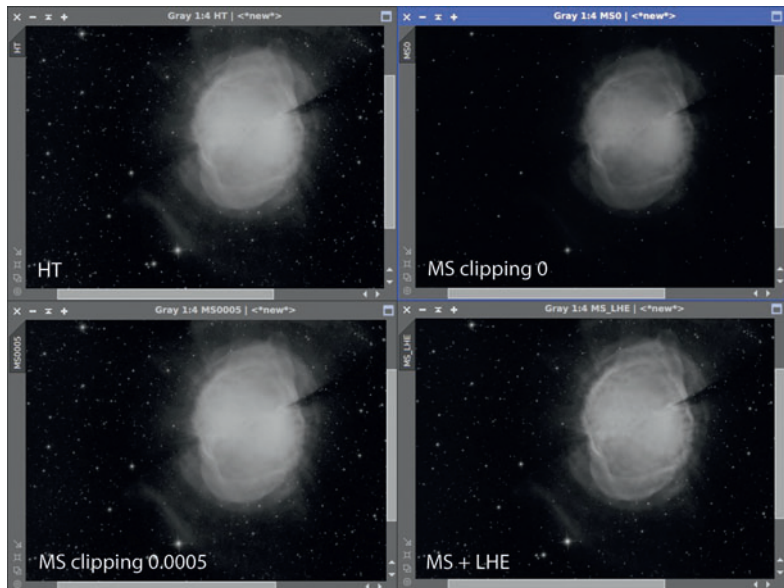 Gray 1:4 HT | <*new*>
HT
HT
Gray 1:4 MS0 | <*new*>
MS0
MS clipping 0
Gray 1:4 MS0005 | <*new*>
MS0005
MS clipping 0.0005
Gray 1:4 MS_LHE | <*new*>
MS_LHE
MS + LHE